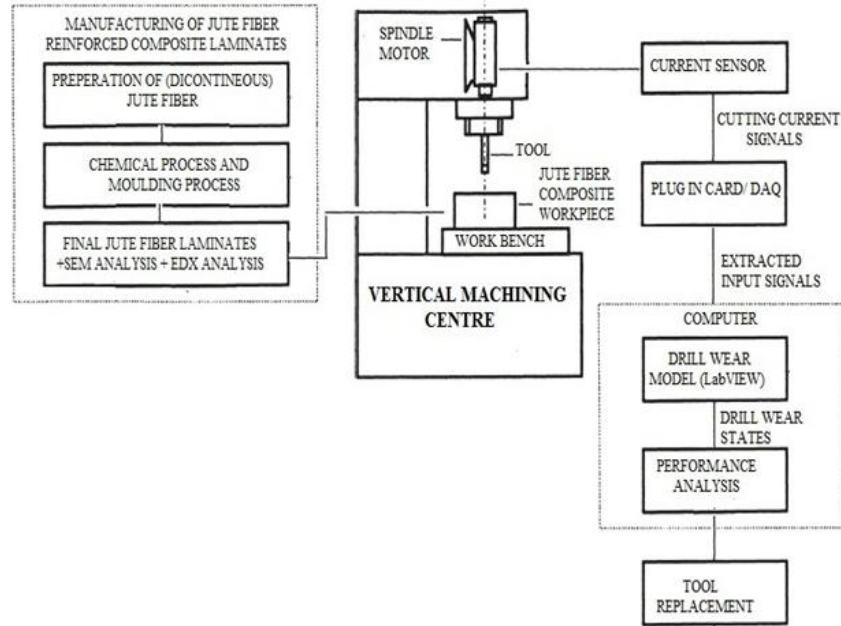 MANUFACTURING OF JUTE FIBER
REINFORCED COMPOSITE LAMINATES
PREPERATION OF (DICONTINEOUS)
JUTE FIBER
CHEMICAL PROCESS AND
MOULDING PROCESS
FINAL JUTE FIBER LAMINATES
+SEM ANALYSIS + EDX ANALYSIS
SPINDLE
MOTOR
TOOL
JUTE FIBER
COMPOSITE
WORKPIECE
WORK BENCH
VERTICAL MACHINING
CENTRE
CURRENT SENSOR
CUTTING CURRENT
SIGNALS
PLUG IN CARD/ DAQ
EXTRACTED
INPUT SIGNALS
COMPUTER
DRILL WEAR
MODEL (LabVIEW)
DRILL WEAR
STATES
PERFORMANCE
ANALYSIS
TOOL
REPLACEMENT